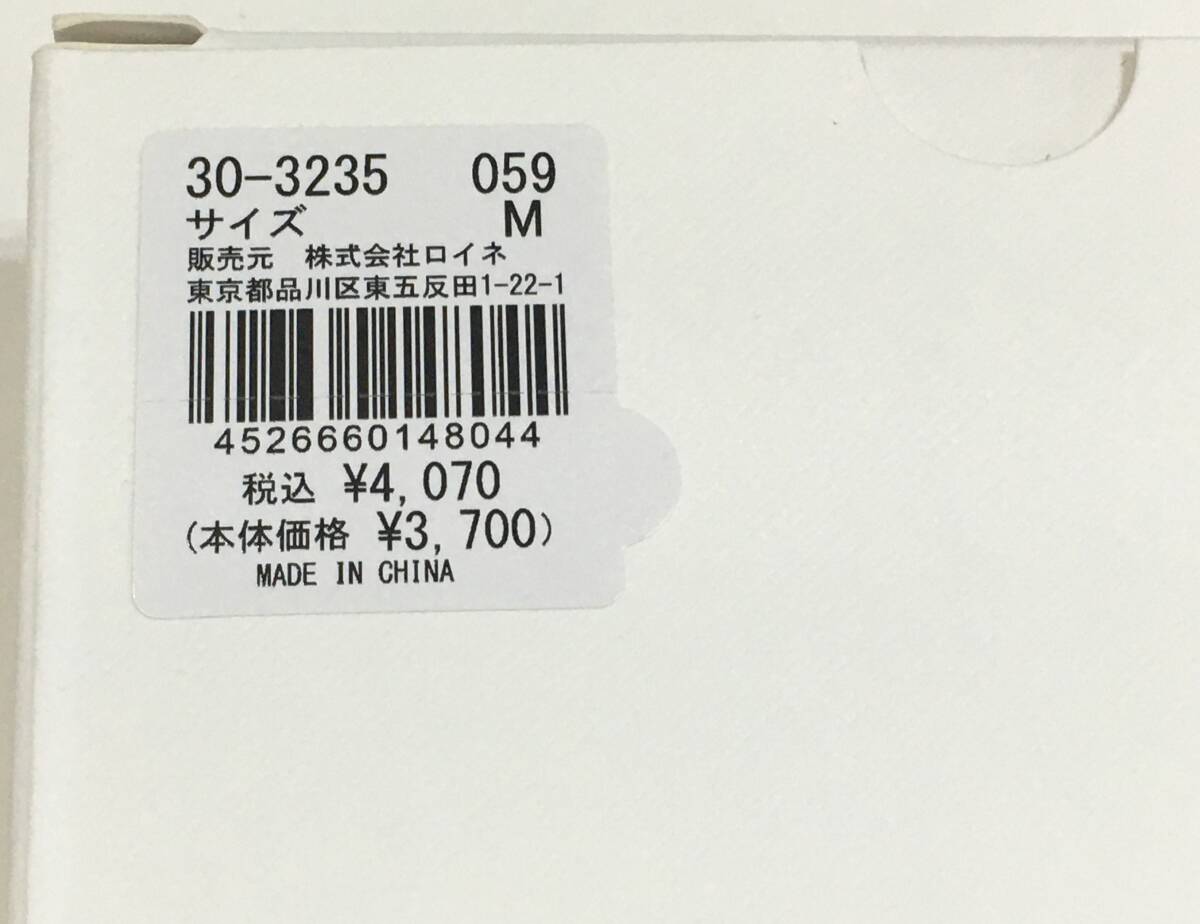 30-3235 059
サイズ M
販売元 株式会社ロイネ
東京都品川区東五反田1-22-1
4526660148044
税込 ¥4,070
(本体価格 ¥3,700)
MADE IN CHINA